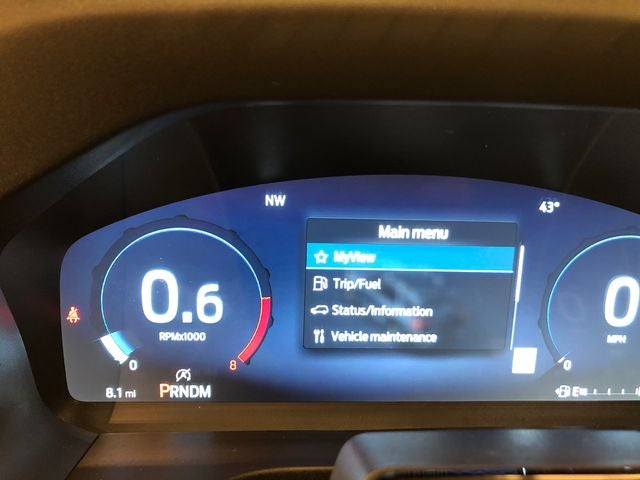 NW
43°
Main menu
MyView
Trip/Fuel
Status/Information
Vehicle maintenance
0.6
RPMx1000
0
8
0
MPH
0
8.1 mi
PRNDM
E